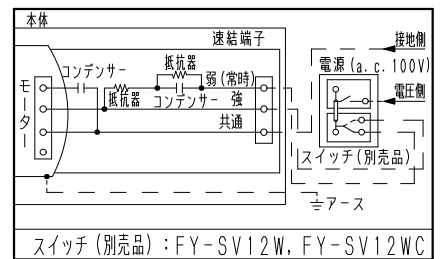 本体
速結端子
接地側
コンデンサー
抵抗器
弱(常時)
電源(a.c.100V)
モーター
抵抗器
コンデンサー
強
電圧側
共通
スイッチ(別売品)
アース
スイッチ(別売品):FY-SV12W,FY-SV12WC